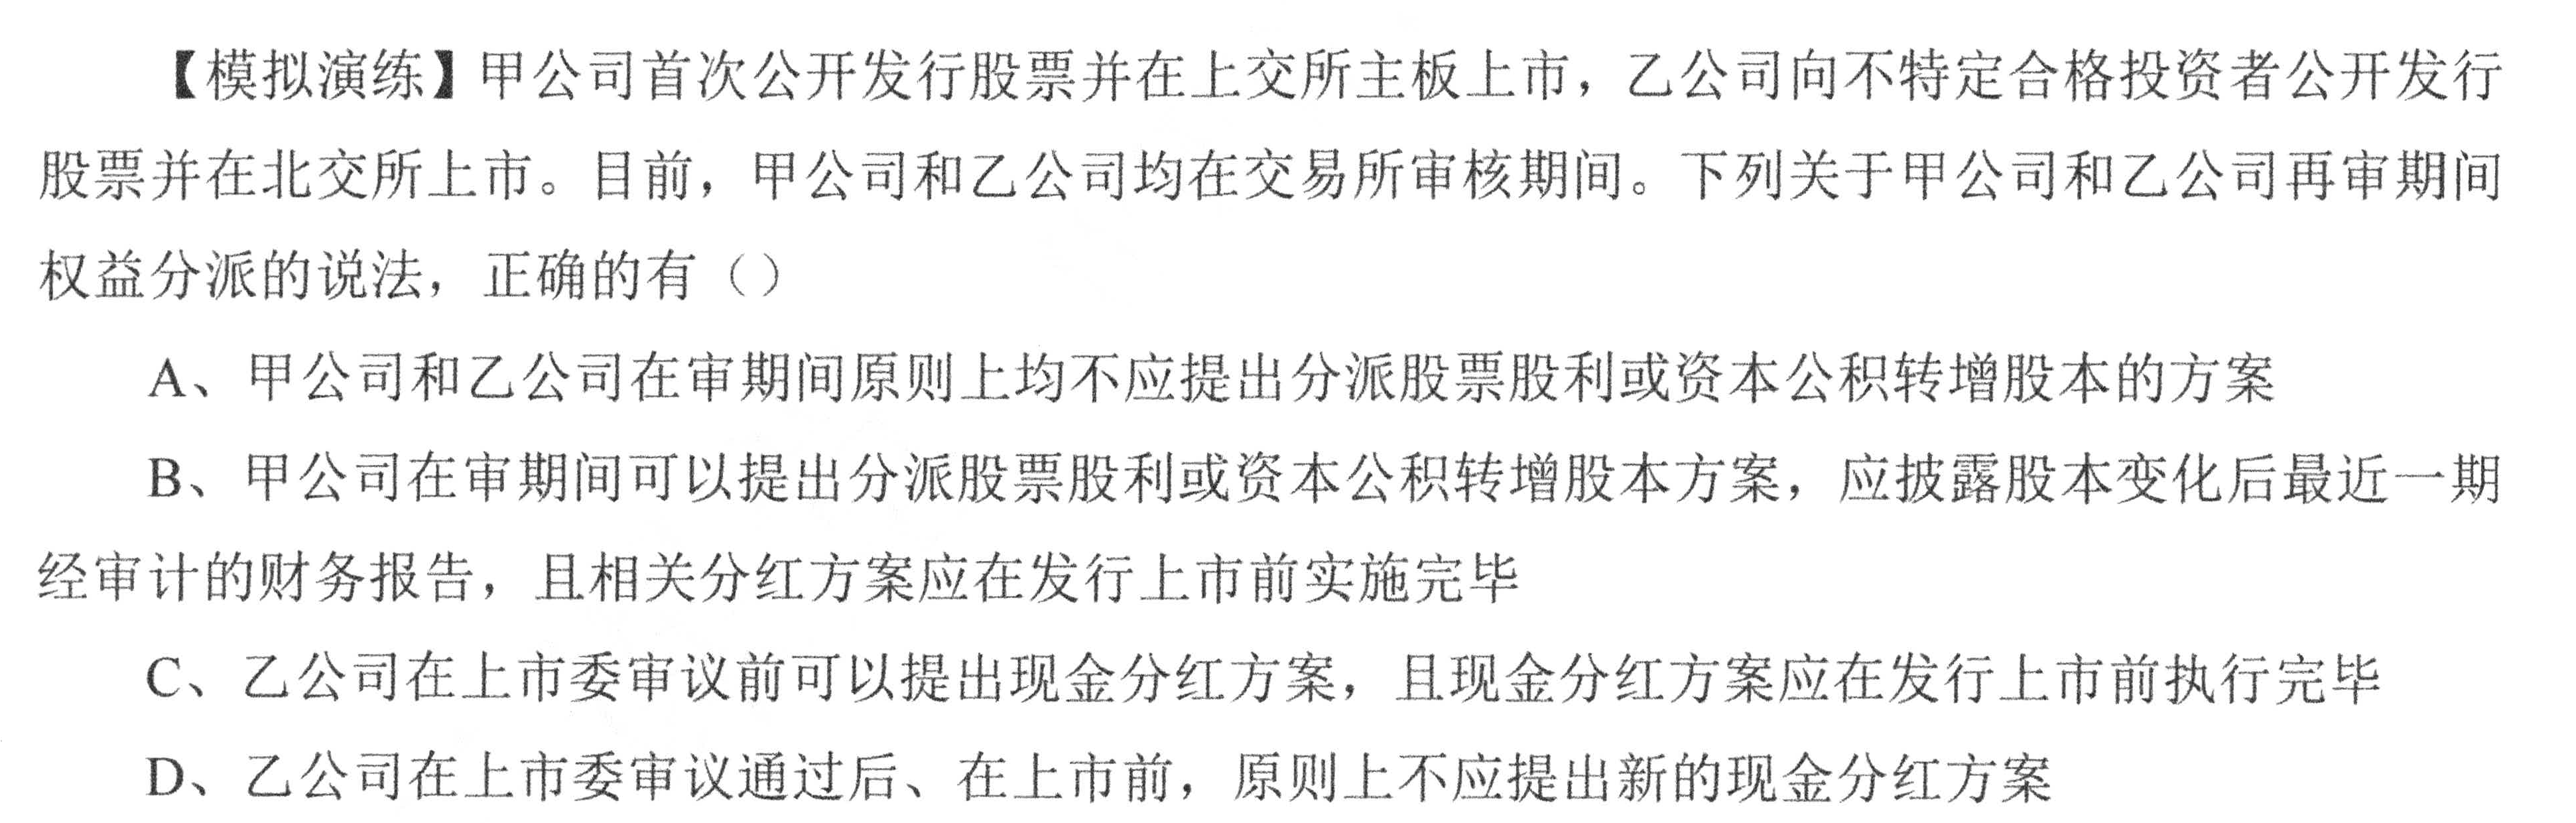 【模拟演练】甲公司首次公开发行股票并在上交所主板上市，乙公司向不特定合格投资者公开发行
股票并在北交所上市。目前，甲公司和乙公司均在交易所审核期间。下列关于甲公司和乙公司再审期间
权益分派的说法，正确的有（）
A、甲公司和乙公司在审期间原则上均不应提出分派股票股利或资本公积转增股本的方案
B、甲公司在审期间可以提出分派股票股利或资本公积转增股本方案，应披露股本变化后最近一期
经审计的财务报告，且相关分红方案应在发行上市前实施完毕
C、乙公司在上市委审议前可以提出现金分红方案，且现金分红方案应在发行上市前执行完毕
D、乙公司在上市委审议通过后、在上市前，原则上不应提出新的现金分红方案